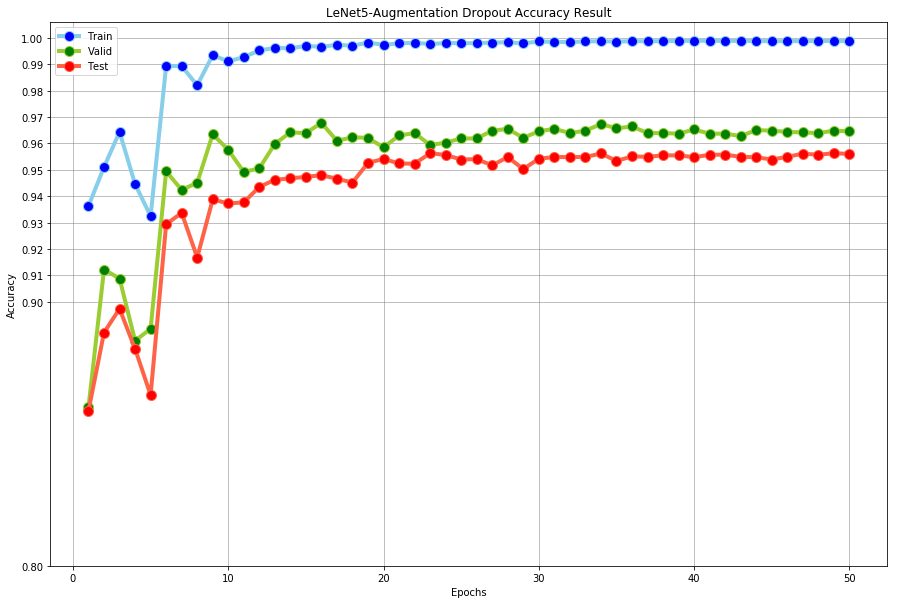 LeNet5-Augmentation Dropout Accuracy Result
Train
Valid
Test
1.00
0.99
0.98
0.97
0.96
0.95
0.94
0.93
0.92
0.91
0.90
0.80
Accuracy
0 10 20 30 40 50
Epochs